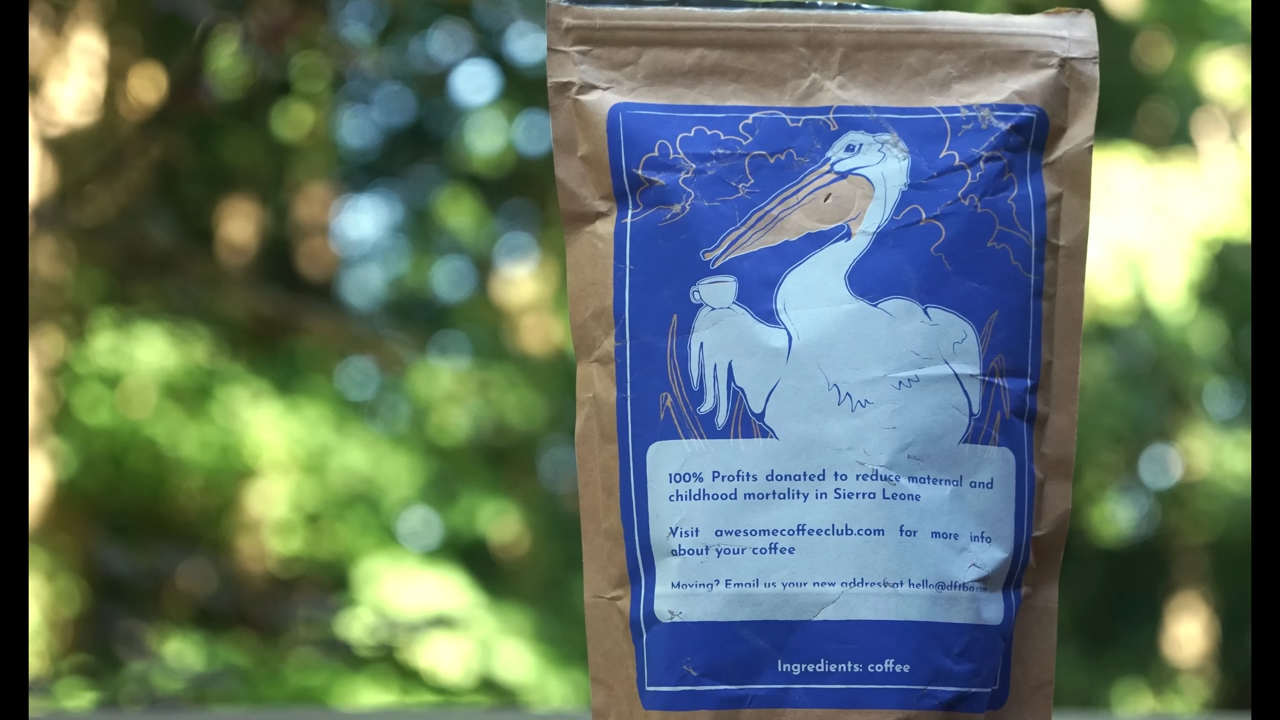 100% Profits donated to reduce maternal and
childhood mortality in Sierra Leone
Visit awesomecoffeeclub.com for more info
about your coffee
Moving? Email us your new address at
Ingredients: coffee